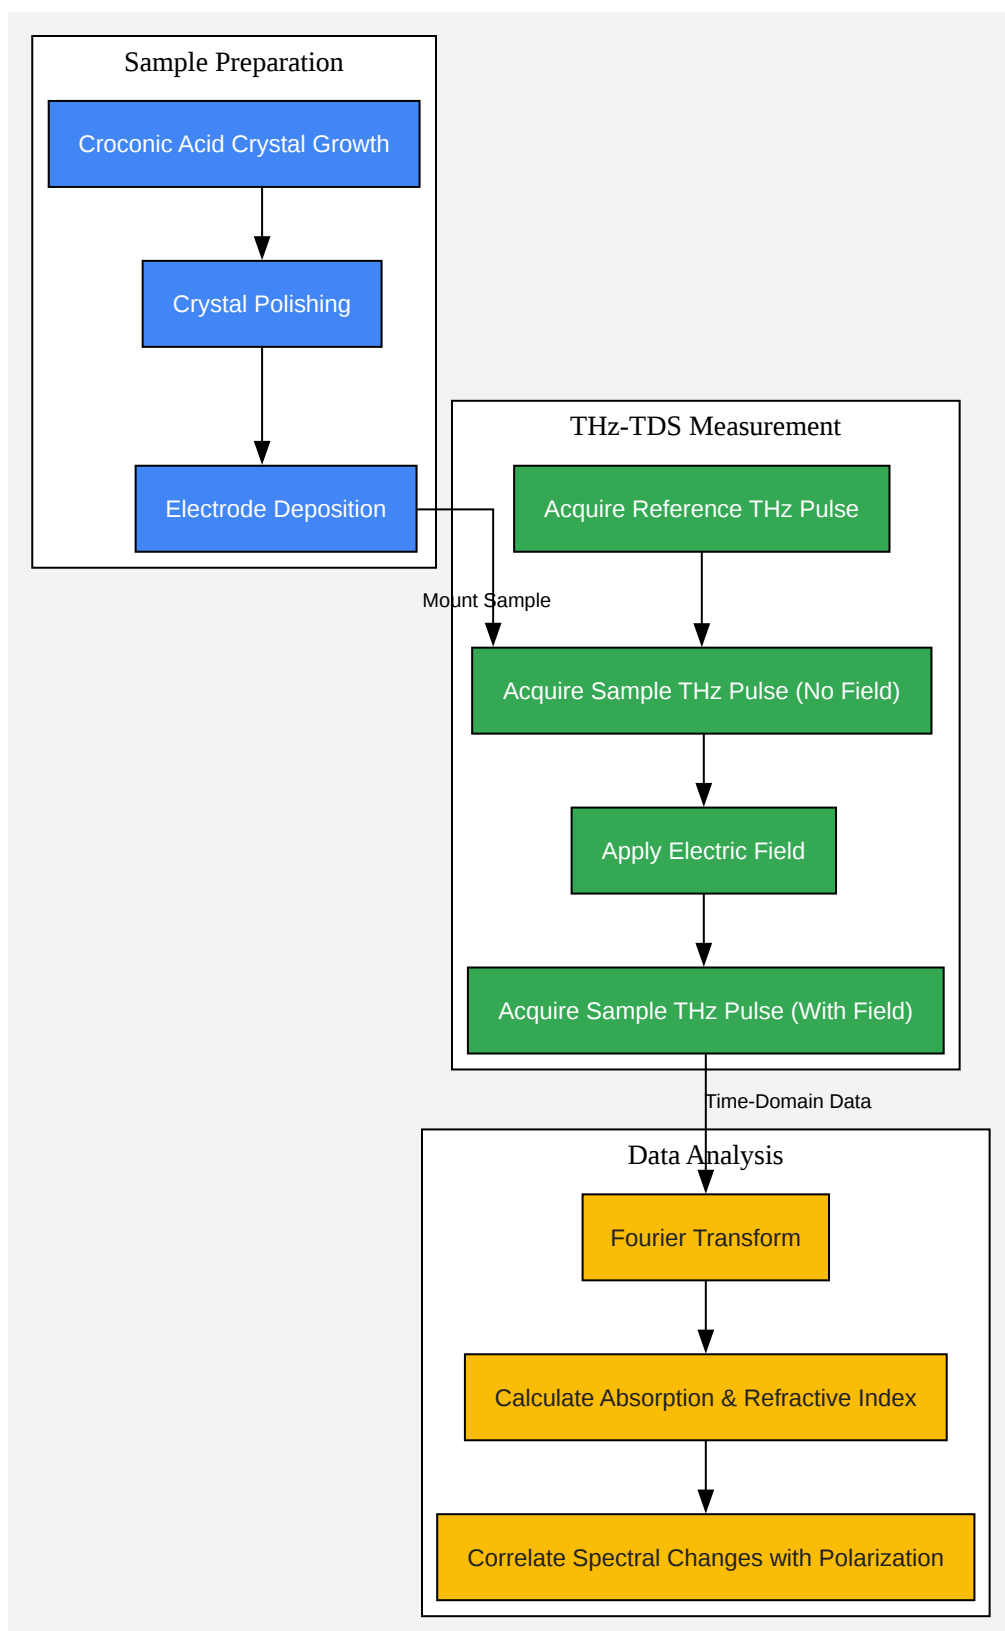 Sample Preparation
Croconic Acid Crystal Growth
Crystal Polishing
Electrode Deposition
Mount Sample
THz-TDS Measurement
Acquire Reference THz Pulse
Acquire Sample THz Pulse (No Field)
Apply Electric Field
Acquire Sample THz Pulse (With Field)
Time-Domain Data
Data Analysis
Fourier Transform
Calculate Absorption & Refractive Index
Correlate Spectral Changes with Polarization